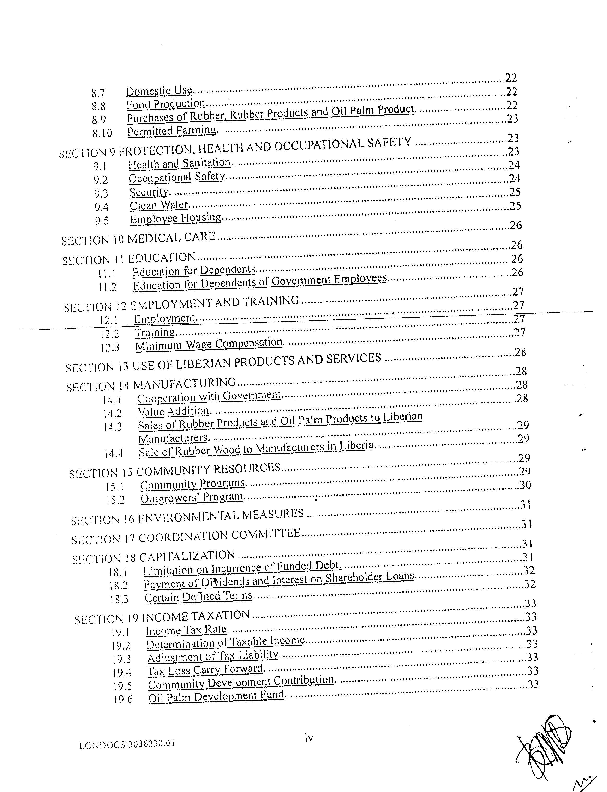 8.7 Domestic Use 22
8.8 Food Production 22
8.9 Purchases of Rubber, Rubber Products and Oil Palm Product 22
8.10 Permitted Farming 23
SECTION 9 PROTECTION, HEALTH AND OCCUPATIONAL SAFETY 23
9.1 Health and Sanitation 23
9.2 Occupational Safety 24
9.3 Security 24
9.4 Clean Water 25
9.5 Employee Housing 25
SECTION 10 MEDICAL CARE 26
SECTION 11 EDUCATION 26
11.1 Education for Dependents 26
11.2 Education for Dependents of Government Employees 26
SECTION 12 EMPLOYMENT AND TRAINING 27
12.1 Employment 27
12.2 Training 27
12.3 Minimum Wage Compensation 27
SECTION 13 USE OF LIBERIAN PRODUCTS AND SERVICES 28
SECTION 14 MANUFACTURING 28
14.1 Cooperation with Government 28
14.2 Value Addition 28
14.3 Sales of Rubber Products and Oil Palm Products to Liberian
Manufacturers 29
14.4 Sale of Rubber Wood to Manufacturers in Liberia 29
SECTION 15 COMMUNITY RESOURCES 29
15.1 Community Programs 29
15.2 Outgrowers' Program 30
SECTION 16 ENVIRONMENTAL MEASURES 31
SECTION 17 COORDINATION COMMITTEE 31
SECTION 18 CAPITALIZATION 31
18.1 Limitation on Incurrence of Funded Debt 31
18.2 Payment of Dividends and Interest on Shareholder Loans 32
18.3 Certain Defined Terms 32
SECTION 19 INCOME TAXATION 33
19.1 Income Tax Rate 33
19.2 Determination of Taxable Income 33
19.3 Adjustment of Tax Liability 33
19.4 Tax Loss Carry Forward 33
19.5 Community Development Contribution 33
19.6 Oil Palm Development Fund 33
iv